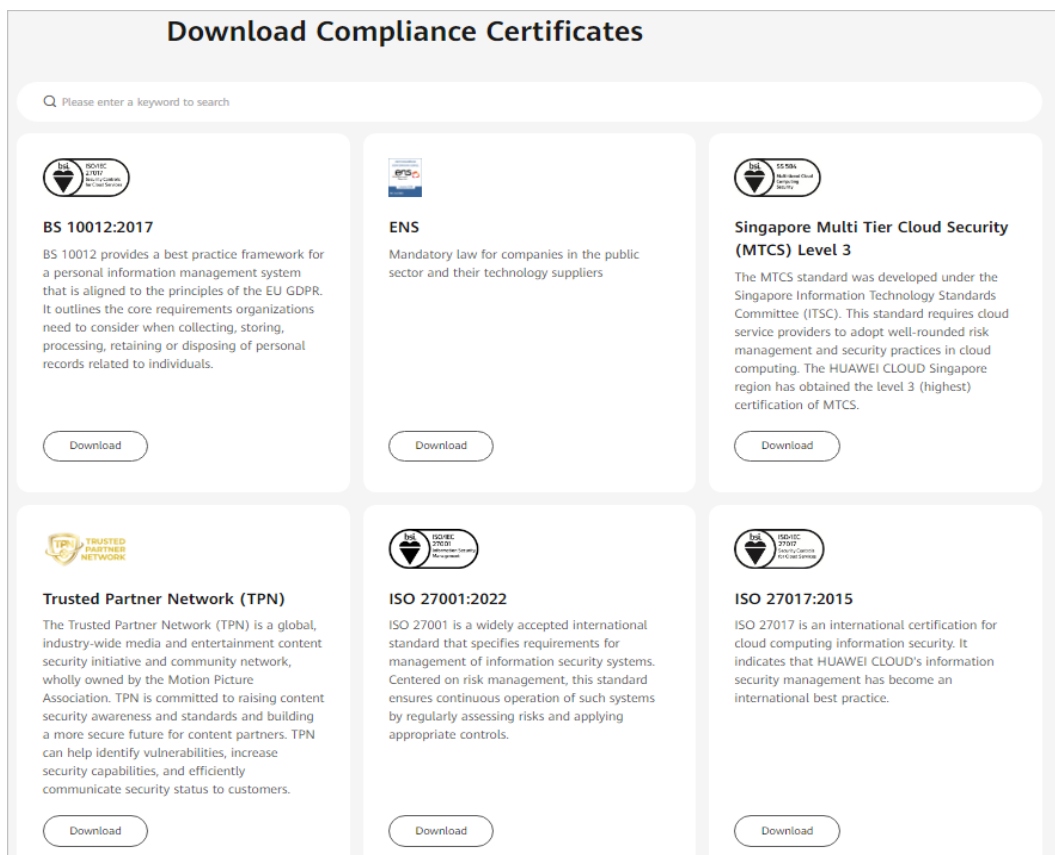 Download Compliance Certificates
Please enter a keyword to search
bsi.
ISO/IEC
27017
Security Controls
for Cloud Services
BS 10012:2017
BS 10012 provides a best practice framework for
a personal information management system
that is aligned to the principles of the EU GDPR.
It outlines the core requirements organizations
need to consider when collecting, storing,
processing, retaining or disposing of personal
records related to individuals.
Download
ens
ENS
Mandatory law for companies in the public
sector and their technology suppliers
Download
bsi.
SS 584
Cloud
Computing
Security
Singapore Multi Tier Cloud Security
(MTCS) Level 3
The MTCS standard was developed under the
Singapore Information Technology Standards
Committee (ITSC). This standard requires cloud
service providers to adopt well-rounded risk
management and security practices in cloud
computing. The HUAWEI CLOUD Singapore
region has obtained the level 3 (highest)
certification of MTCS.
Download
TPN
TRUSTED
PARTNER
NETWORK
Trusted Partner Network (TPN)
The Trusted Partner Network (TPN) is a global,
industry-wide media and entertainment content
security initiative and community network,
wholly owned by the Motion Picture
Association. TPN is committed to raising content
security awareness and standards and building
a more secure future for content partners. TPN
can help identify vulnerabilities, increase
security capabilities, and efficiently
communicate security status to customers.
Download
bsi.
ISO/IEC
27001
Information Security
Management
ISO 27001:2022
ISO 27001 is a widely accepted international
standard that specifies requirements for
management of information security systems.
Centered on risk management, this standard
ensures continuous operation of such systems
by regularly assessing risks and applying
appropriate controls.
Download
bsi.
ISO/IEC
27017
Security Controls
for Cloud Services
ISO 27017:2015
ISO 27017 is an international certification for
cloud computing information security. It
indicates that HUAWEI CLOUD's information
security management has become an
international best practice.
Download